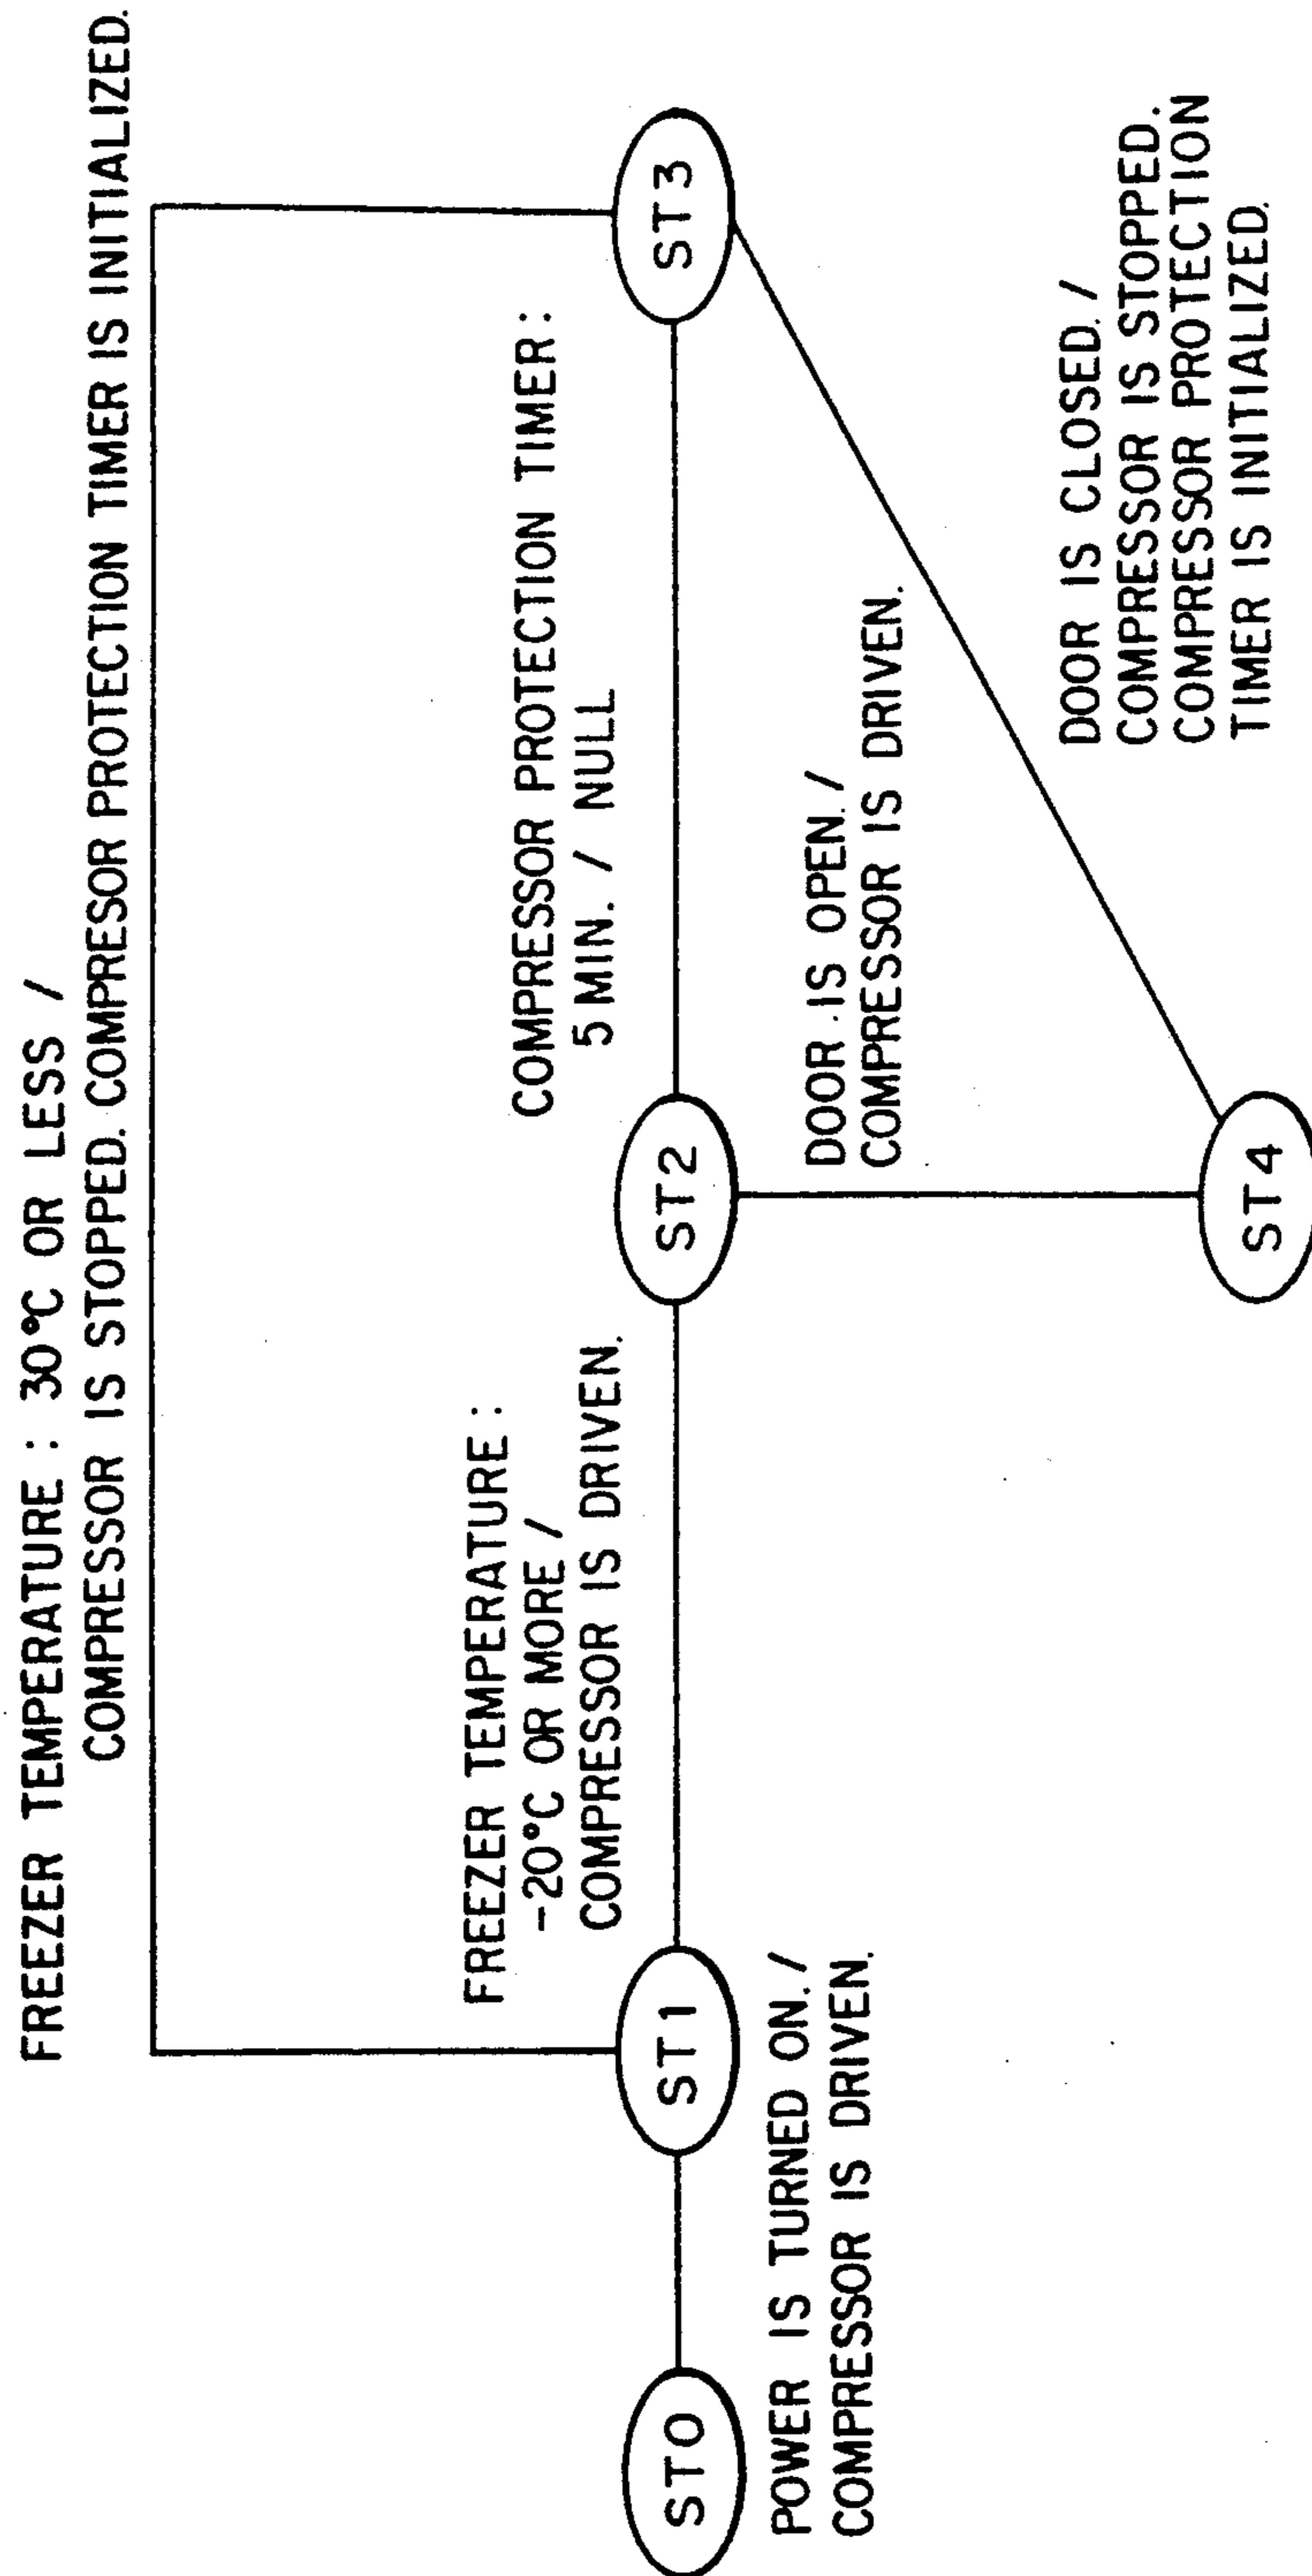 FREEZER TEMPERATURE : 30°C OR LESS /
COMPRESSOR IS STOPPED. COMPRESSOR PROTECTION TIMER IS INITIALIZED.
FREEZER TEMPERATURE :
-20°C OR MORE /
COMPRESSOR IS DRIVEN.
COMPRESSOR PROTECTION TIMER :
5 MIN. / NULL
ST0
ST1
ST2
ST3
POWER IS TURNED ON. /
COMPRESSOR IS DRIVEN.
DOOR IS OPEN. /
COMPRESSOR IS DRIVEN.
DOOR IS CLOSED. /
COMPRESSOR IS STOPPED.
COMPRESSOR PROTECTION
TIMER IS INITIALIZED.
ST4